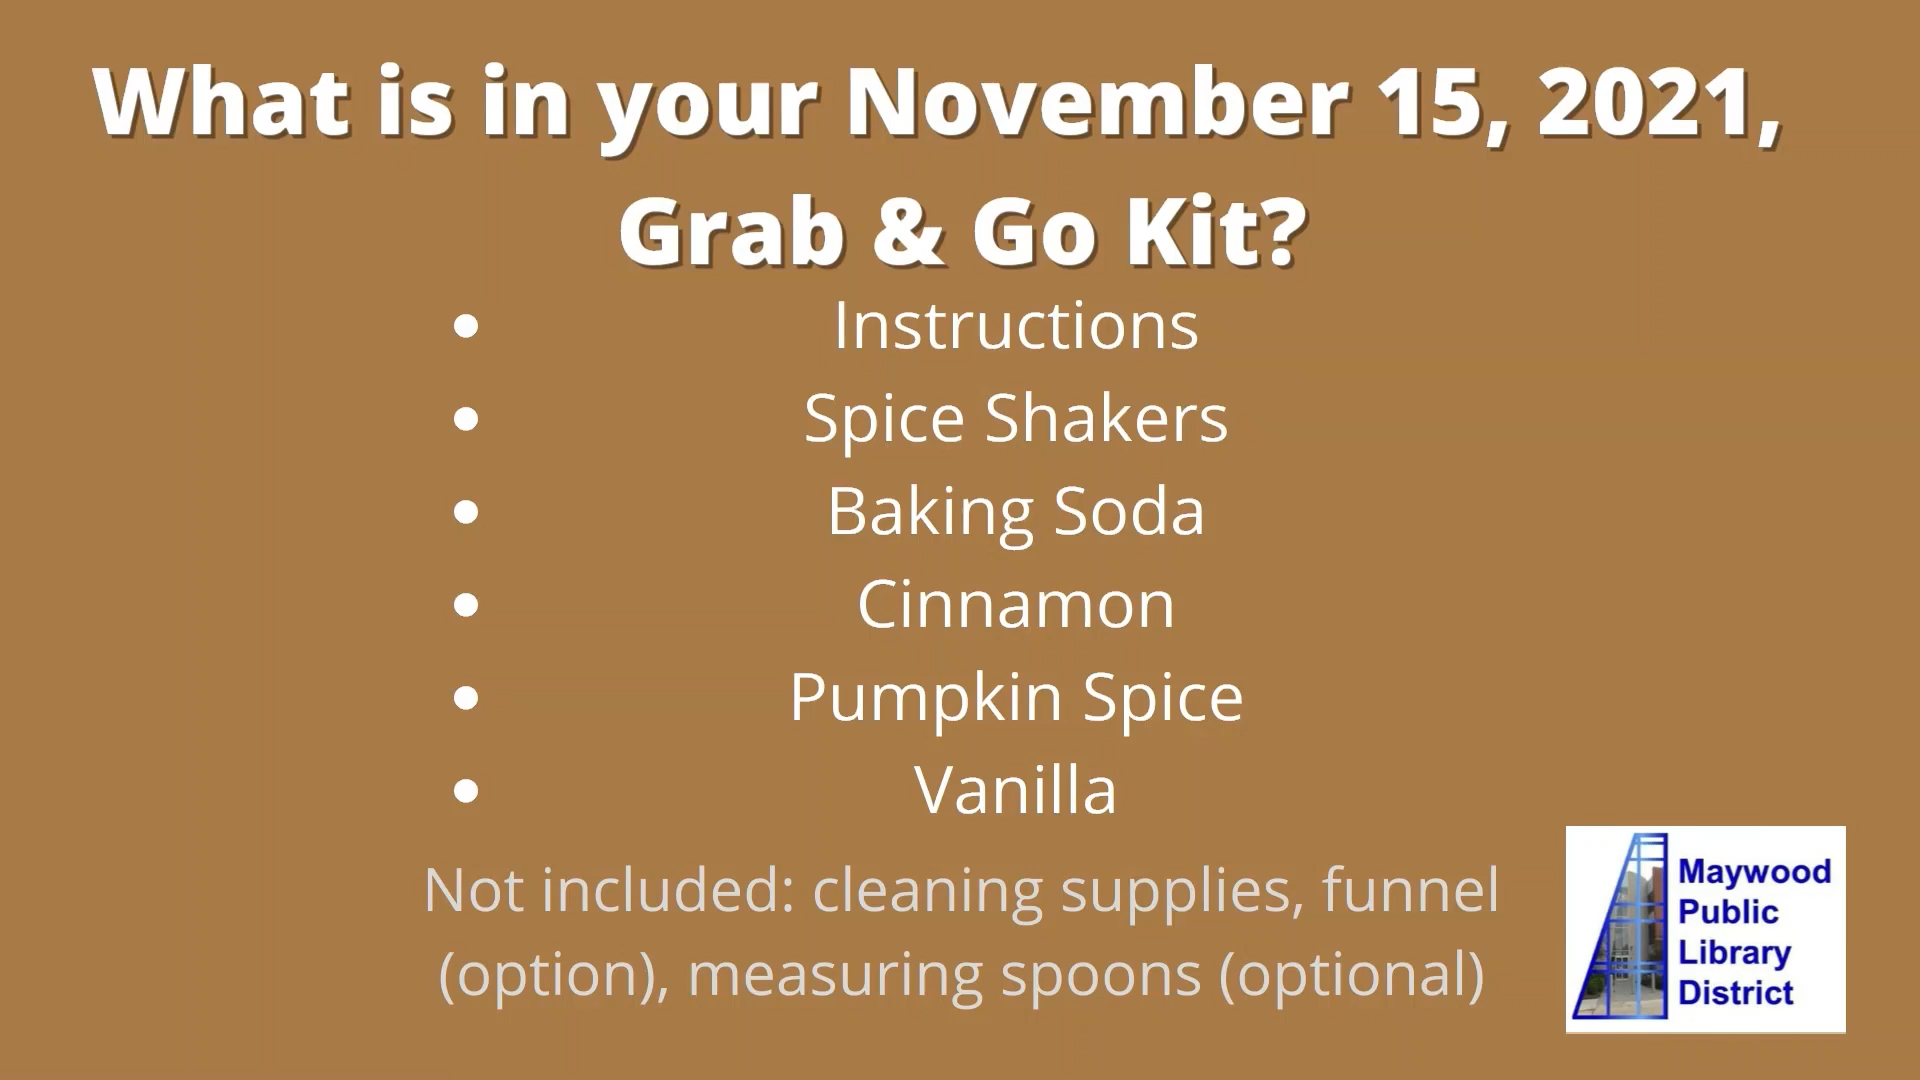 What is in your November 15, 2021,
Grab & Go Kit?
• Instructions
• Spice Shakers
• Baking Soda
• Cinnamon
• Pumpkin Spice
• Vanilla
Not included: cleaning supplies, funnel
(option), measuring spoons (optional)
Maywood
Public
Library
District